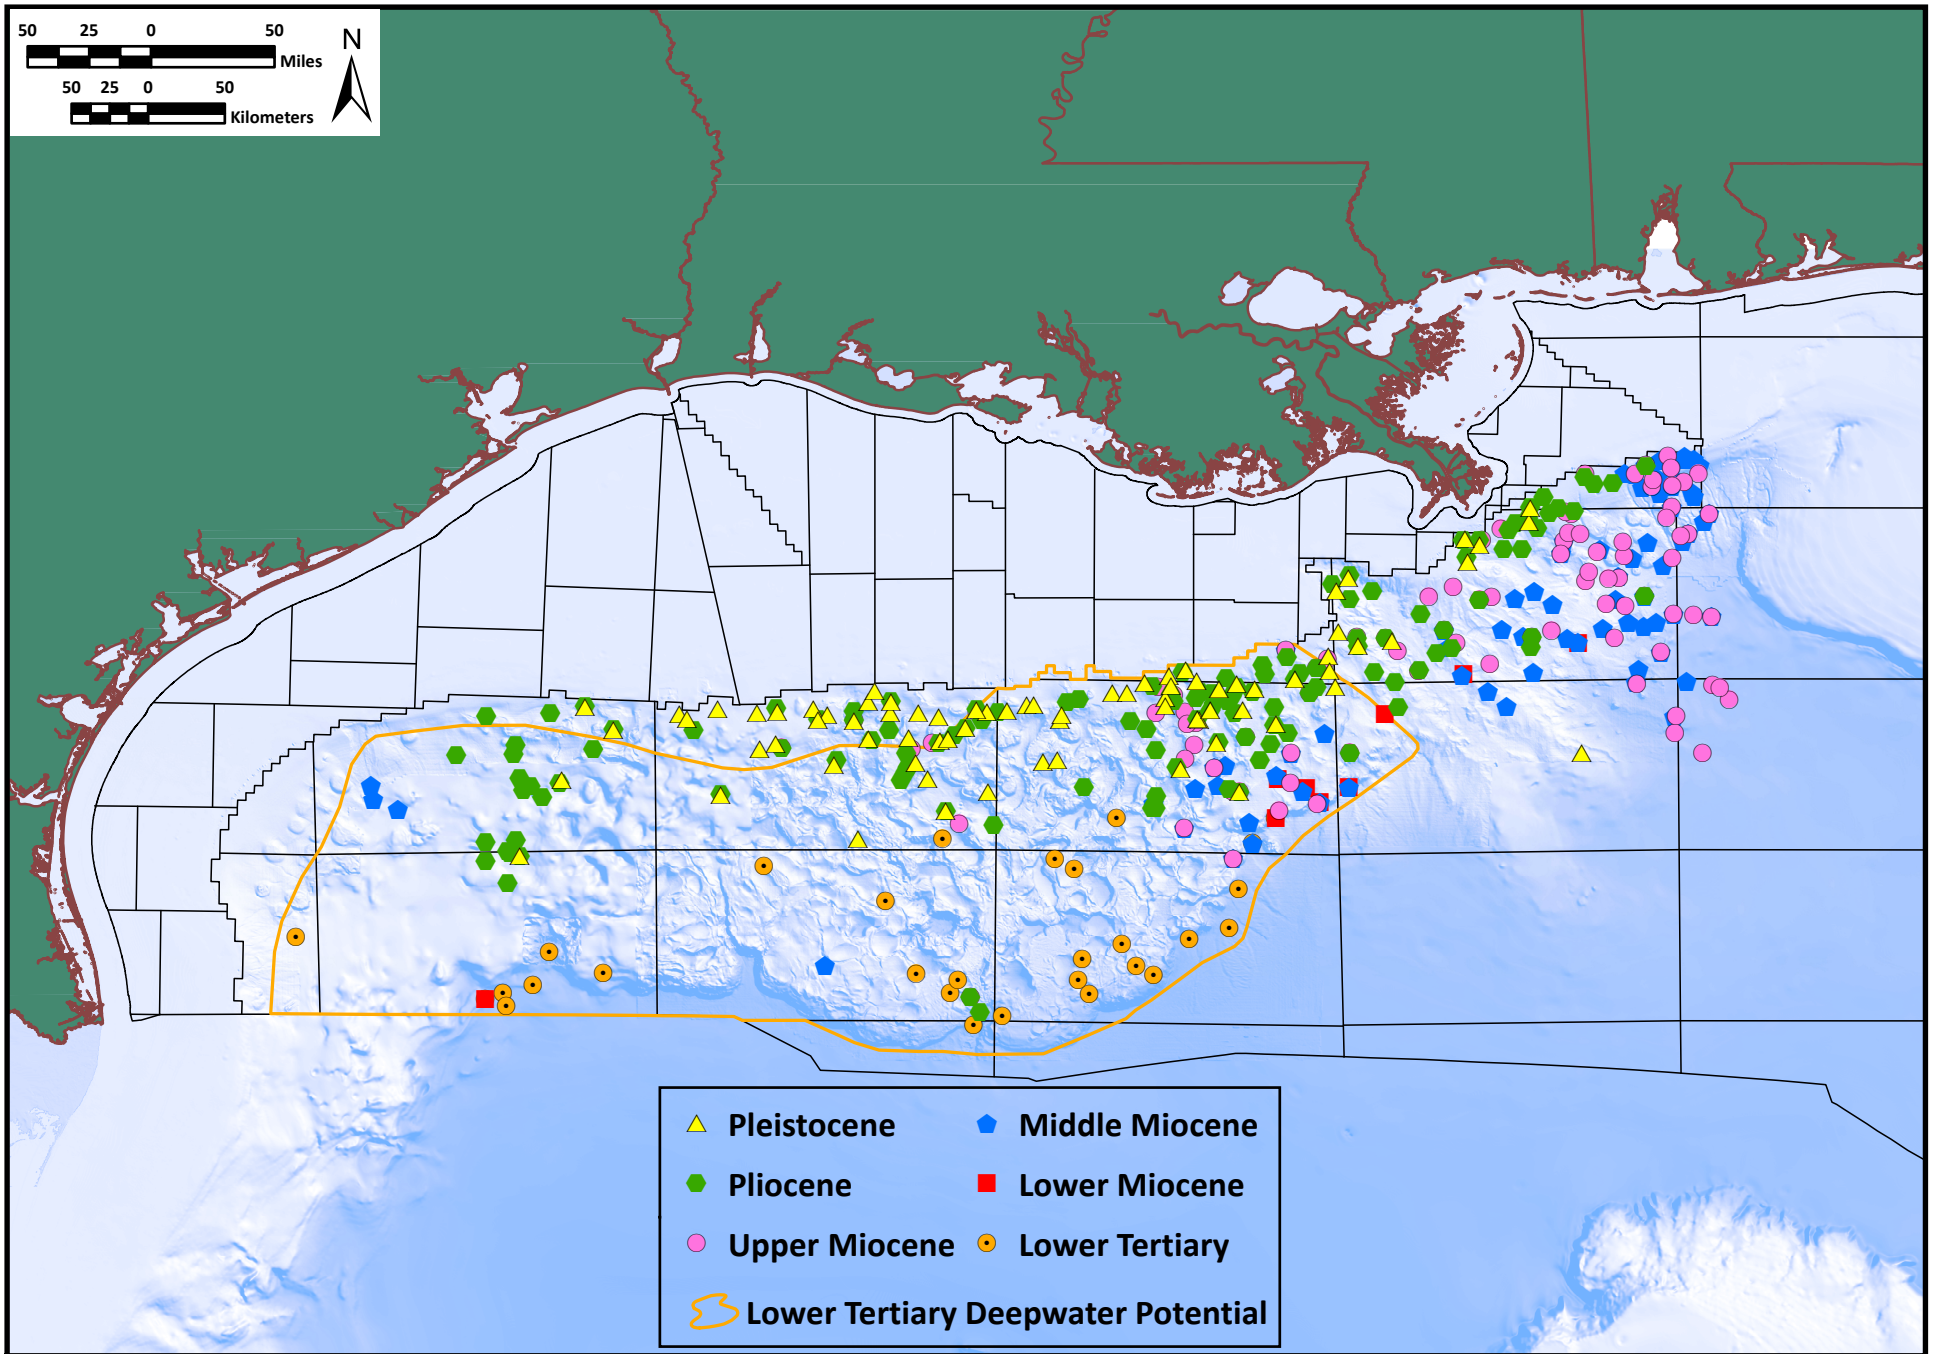 50 25 0 50
Miles
50 25 0 50
Kilometers
N
Pleistocene
Middle Miocene
Pliocene
Lower Miocene
Upper Miocene
Lower Tertiary
Lower Tertiary Deepwater Potential